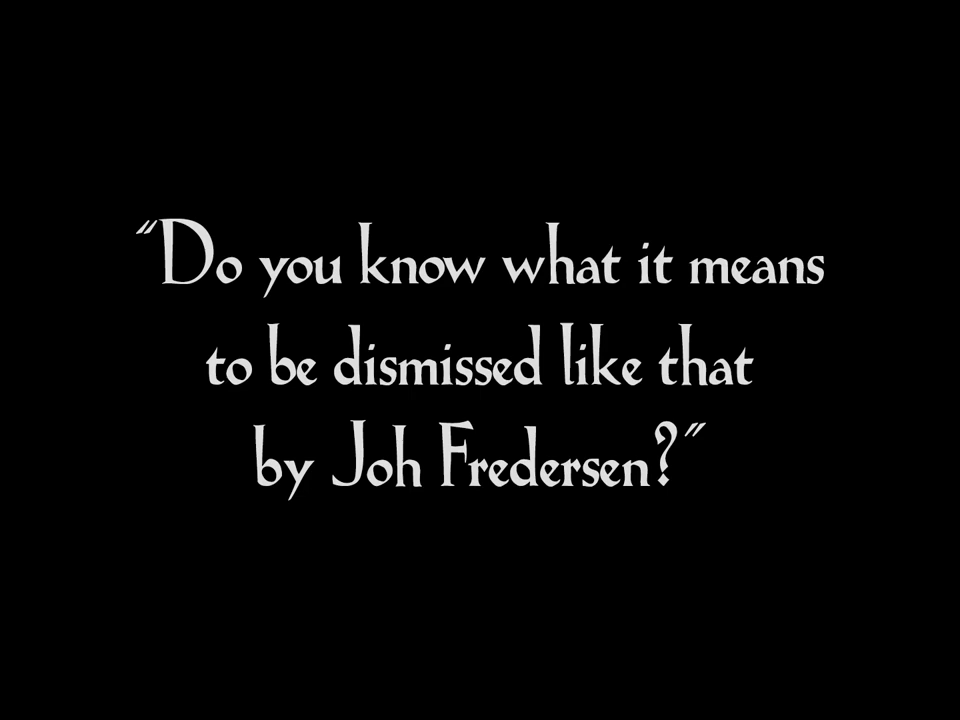 "Do you know what it means
to be dismissed like that
by Joh Fredersen?"